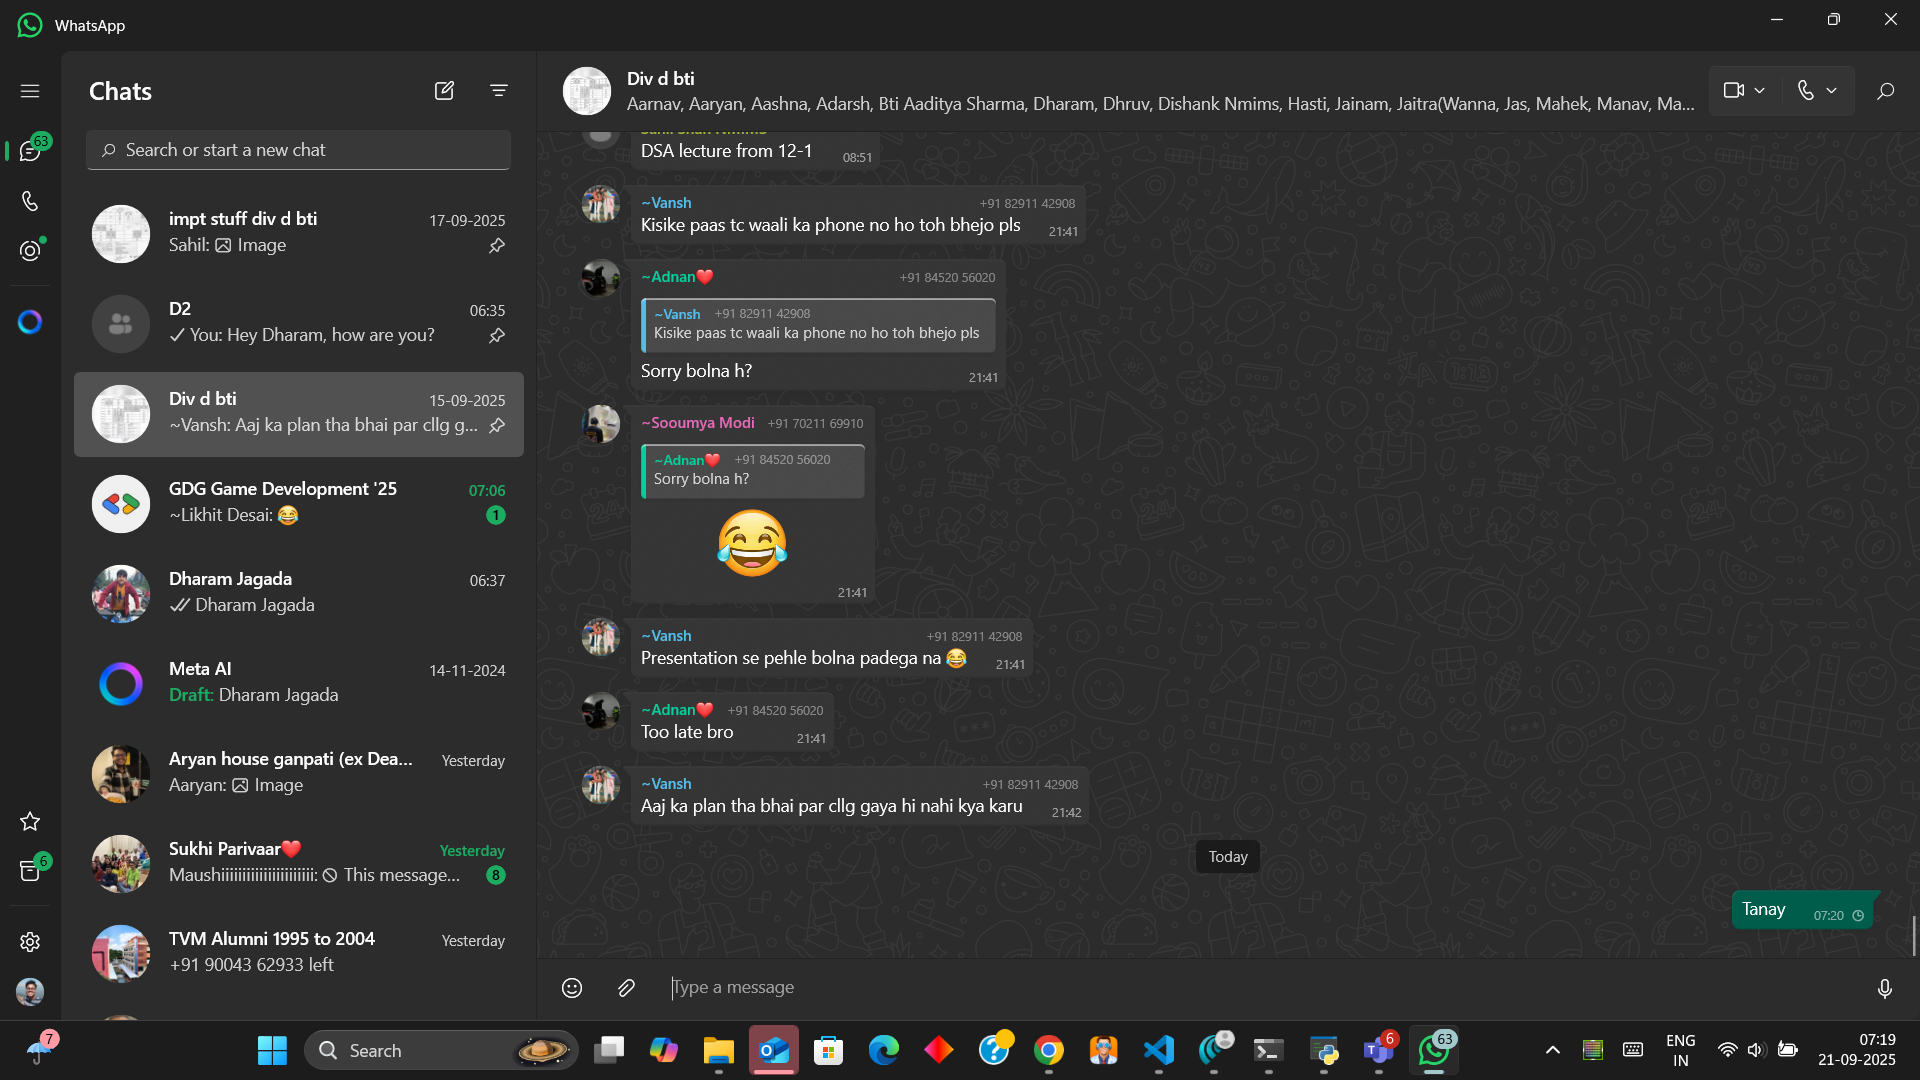 WhatsApp
Chats
Search or start a new chat
63
impt stuff div d bti 17-09-2025
Sahil: Image
D2 06:35
You: Hey Dharam, how are you?
Div d bti 15-09-2025
~Vansh: Aaj ka plan tha bhai par cllg g...
GDG Game Development '25 07:06
~Likhit Desai: 😂 1
Dharam Jagada 06:37
Dharam Jagada
Meta AI 14-11-2024
Draft: Dharam Jagada
Aryan house ganpati (ex Dea... Yesterday
Aaryan: Image
Sukhi Parivaar❤️ Yesterday
Maushiiiiiiiiiiiiiiiiiiiiii: This message... 8
6
TVM Alumni 1995 to 2004 Yesterday
+91 90043 62933 left
Div d bti
Aarnav, Aaryan, Aashna, Adarsh, Bti Aaditya Sharma, Dharam, Dhruv, Dishank Nmims, Hasti, Jainam, Jaitra(Wanna, Jas, Mahek, Manav, Ma...
DSA lecture from 12-1 08:51
~Vansh +91 82911 42908
Kisike paas tc waali ka phone no ho toh bhejo pls 21:41
~Adnan❤️ +91 84520 56020
~Vansh +91 82911 42908
Kisike paas tc waali ka phone no ho toh bhejo pls
Sorry bolna h? 21:41
~Sooumya Modi +91 70211 69910
~Adnan❤️ +91 84520 56020
Sorry bolna h?
😂
21:41
~Vansh +91 82911 42908
Presentation se pehle bolna padega na 😂 21:41
~Adnan❤️ +91 84520 56020
Too late bro 21:41
~Vansh +91 82911 42908
Aaj ka plan tha bhai par cllg gaya hi nahi kya karu 21:42
Today
Tanay 07:20
Type a message
7
Search
6
63
ENG
IN
07:19
21-09-2025